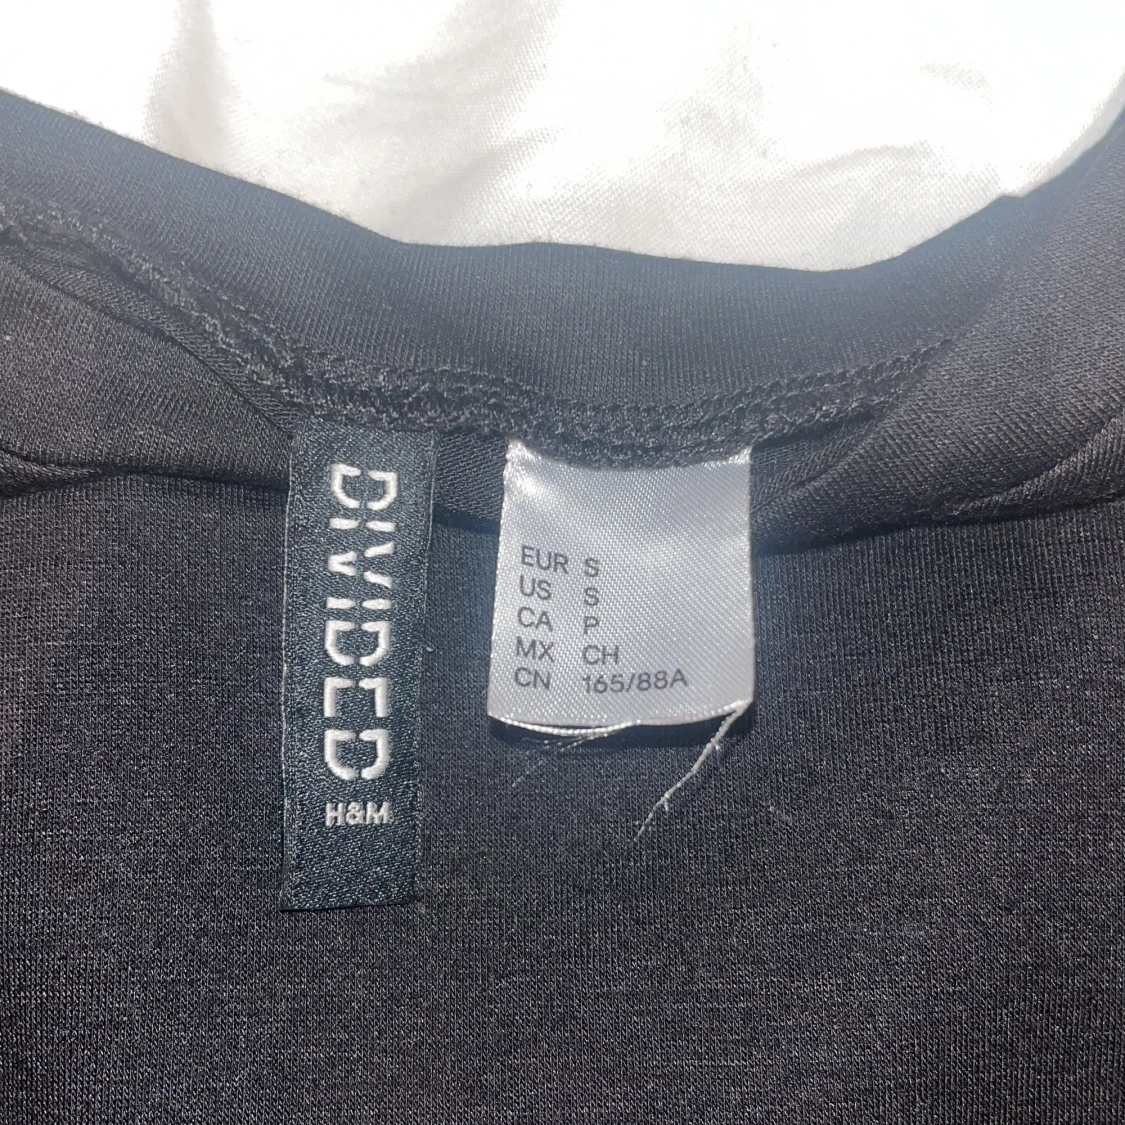 DIVIDED
H&M
EUR S
US S
CA P
MX CH
CN 165/88A